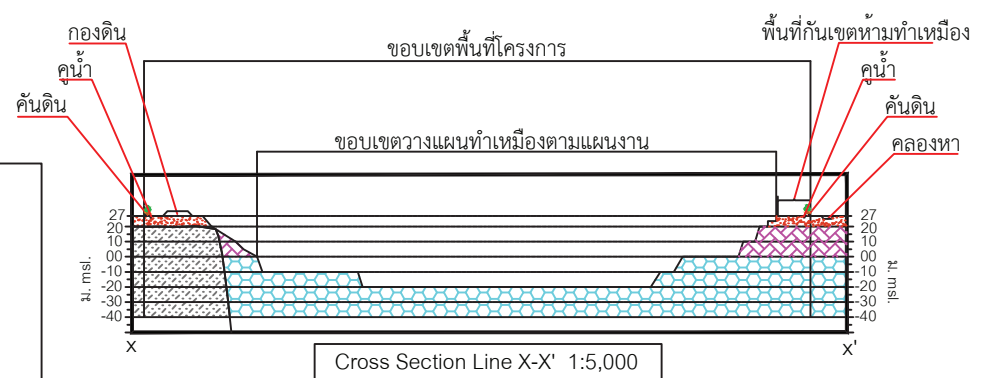 กองดิน
ขอบเขตพื้นที่โครงการ
พื้นที่กันเขตห้ามทำเหมือง
คูน้ำ
คูน้ำ
คันดิน
คันดิน
ขอบเขตวางแผนทำเหมืองตามแผนงาน
คลองหา
27
20
10
00
-10
-20
-30
-40
ม. msl.
27
20
10
00
-10
-20
-30
-40
ม. msl.
X
X'
Cross Section Line X-X' 1:5,000